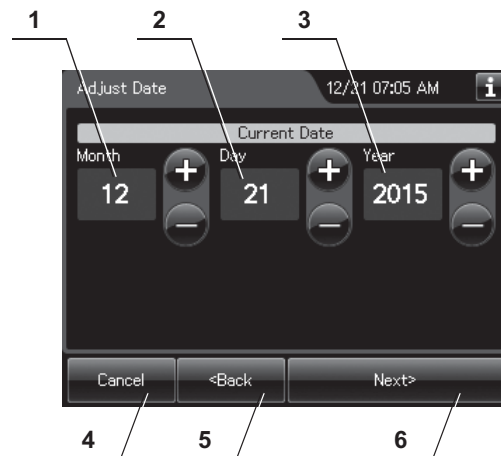 1 2 3
Adjust Date 12/21 07:05 AM i
Current Date
Month Day Year
12 + 21 + 2015 +
− − −
Cancel <Back Next>
4 5 6